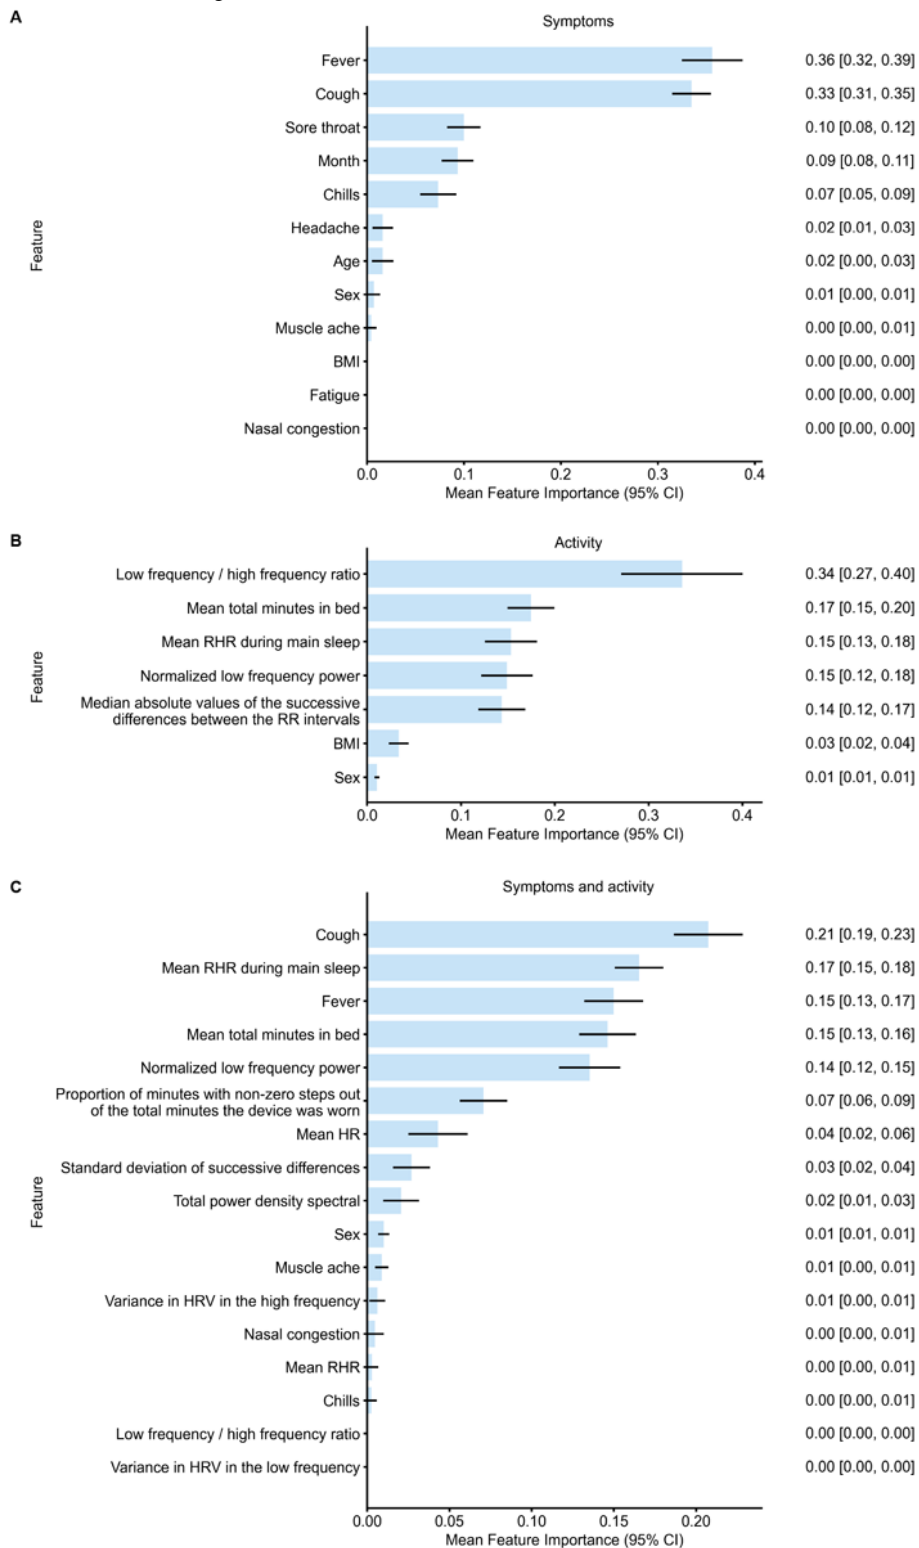 A
Symptoms
Fever 0.36 [0.32, 0.39]
Cough 0.33 [0.31, 0.35]
Sore throat 0.10 [0.08, 0.12]
Month 0.09 [0.08, 0.11]
Chills 0.07 [0.05, 0.09]
Headache 0.02 [0.01, 0.03]
Feature
Age 0.02 [0.00, 0.03]
Sex 0.01 [0.00, 0.01]
Muscle ache 0.00 [0.00, 0.01]
BMI 0.00 [0.00, 0.00]
Fatigue 0.00 [0.00, 0.00]
Nasal congestion 0.00 [0.00, 0.00]
0.0 0.1 0.2 0.3 0.4
Mean Feature Importance (95% CI)
B
Activity
Low frequency / high frequency ratio 0.34 [0.27, 0.40]
Mean total minutes in bed 0.17 [0.15, 0.20]
Mean RHR during main sleep 0.15 [0.13, 0.18]
Feature
Normalized low frequency power 0.15 [0.12, 0.18]
Median absolute values of the successive
differences between the RR intervals 0.14 [0.12, 0.17]
BMI 0.03 [0.02, 0.04]
Sex 0.01 [0.01, 0.01]
0.0 0.1 0.2 0.3 0.4
Mean Feature Importance (95% CI)
C
Symptoms and activity
Cough 0.21 [0.19, 0.23]
Mean RHR during main sleep 0.17 [0.15, 0.18]
Fever 0.15 [0.13, 0.17]
Mean total minutes in bed 0.15 [0.13, 0.16]
Normalized low frequency power 0.14 [0.12, 0.15]
Proportion of minutes with non-zero steps out
of the total minutes the device was worn 0.07 [0.06, 0.09]
Mean HR 0.04 [0.02, 0.06]
Standard deviation of successive differences 0.03 [0.02, 0.04]
Total power density spectral 0.02 [0.01, 0.03]
Feature
Sex 0.01 [0.01, 0.01]
Muscle ache 0.01 [0.00, 0.01]
Variance in HRV in the high frequency 0.01 [0.00, 0.01]
Nasal congestion 0.00 [0.00, 0.01]
Mean RHR 0.00 [0.00, 0.01]
Chills 0.00 [0.00, 0.01]
Low frequency / high frequency ratio 0.00 [0.00, 0.00]
Variance in HRV in the low frequency 0.00 [0.00, 0.00]
0.00 0.05 0.10 0.15 0.20
Mean Feature Importance (95% CI)